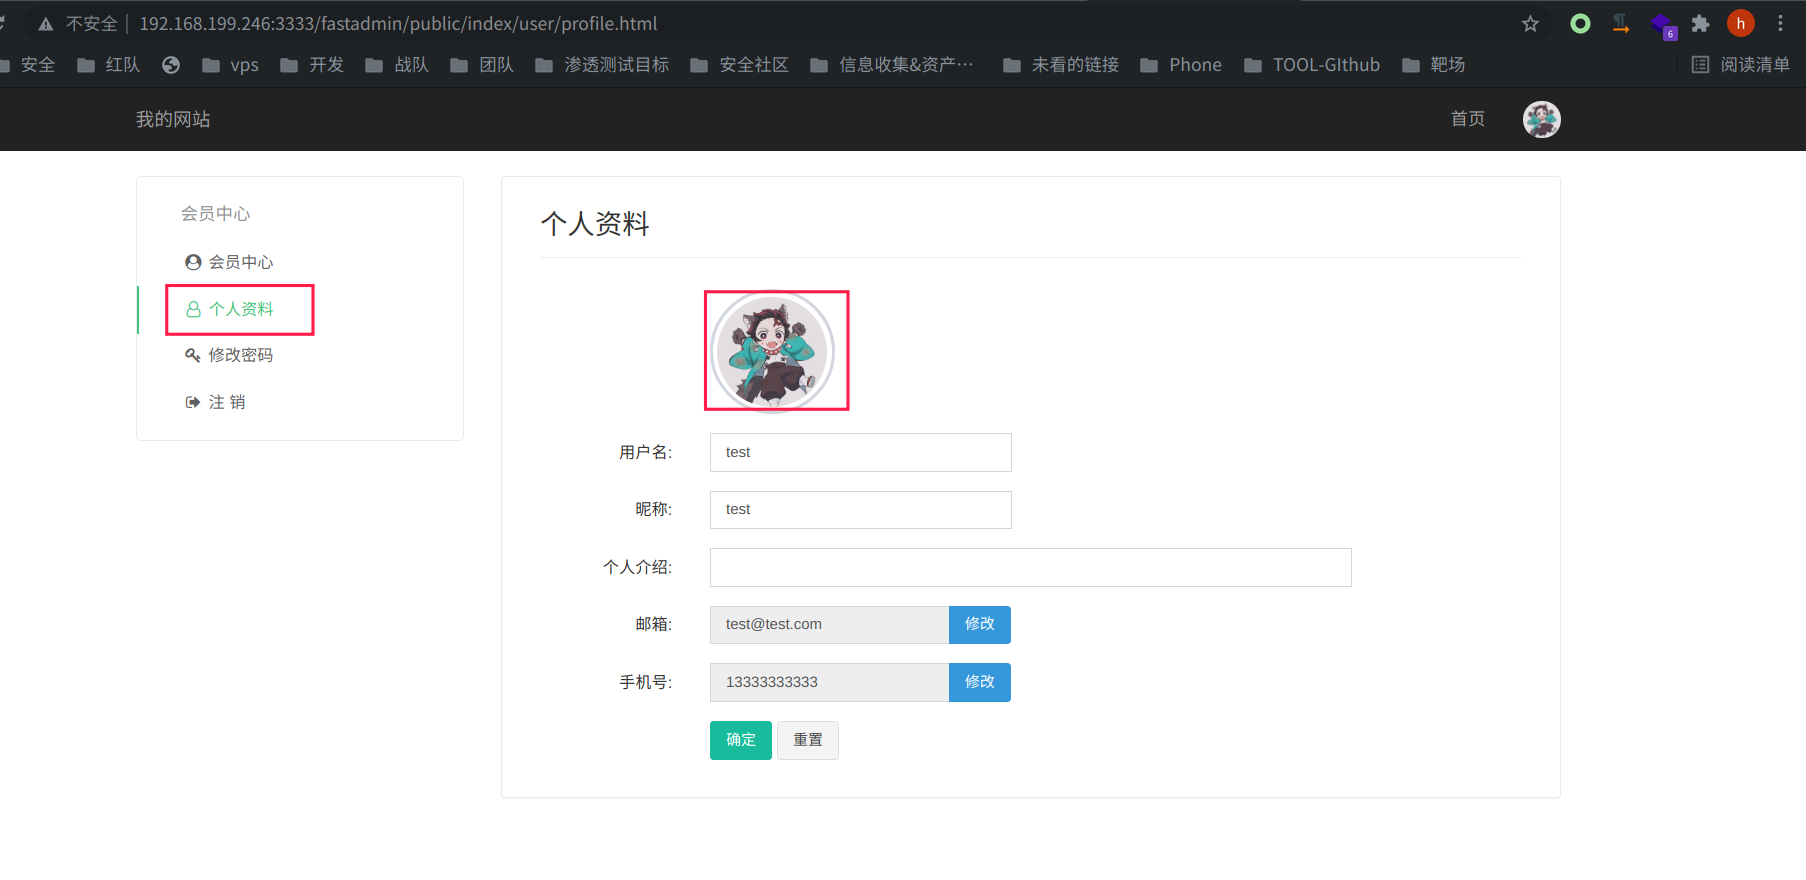 不安全 | 192.168.199.246:3333/fastadmin/public/index/user/profile.html
h
6
安全 红队 vps 开发 战队 团队 渗透测试目标 安全社区 信息收集&资产… 未看的链接 Phone TOOL-GIthub 靶场 阅读清单
我的网站 首页
会员中心
会员中心
个人资料
修改密码
注 销
个人资料
用户名: test
昵称: test
个人介绍:
邮箱: test@test.com 修改
手机号: 13333333333 修改
确定 重置